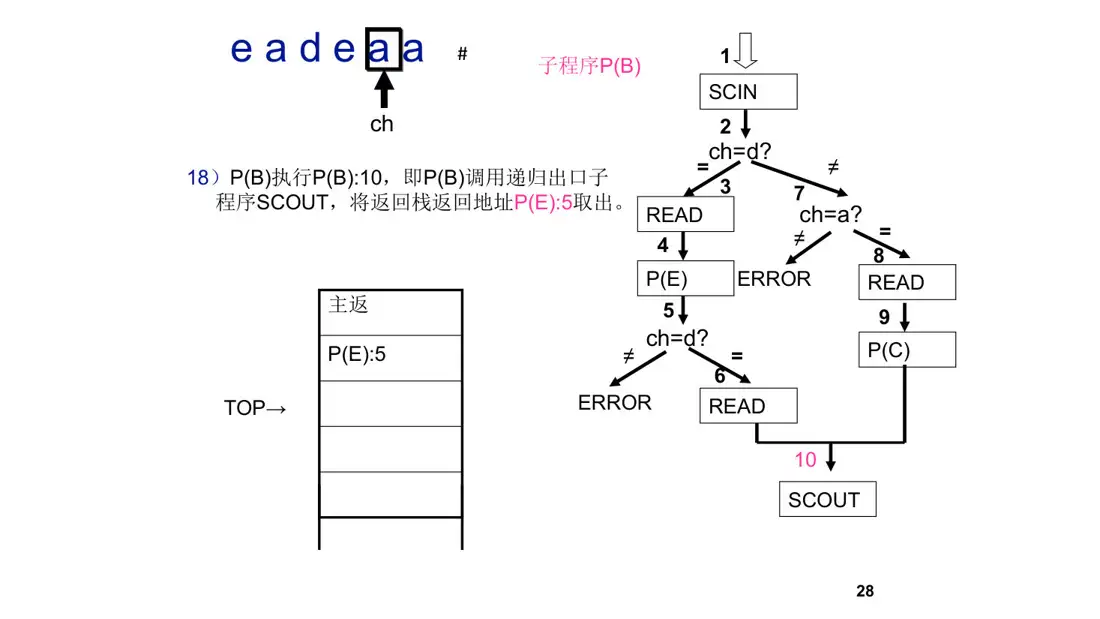 e a d e a a #
ch
子程序P(B)
18）P(B)执行P(B):10，即P(B)调用递归出口子
程序SCOUT，将返回栈返回地址P(E):5取出。
主返
P(E):5
TOP→
1
SCIN
2
ch=d?
= ≠
3 7
READ
ch=a?
≠ =
4 8
P(E)
ERROR
READ
5 9
ch=d?
P(C)
≠ =
6
ERROR
READ
10
SCOUT
28